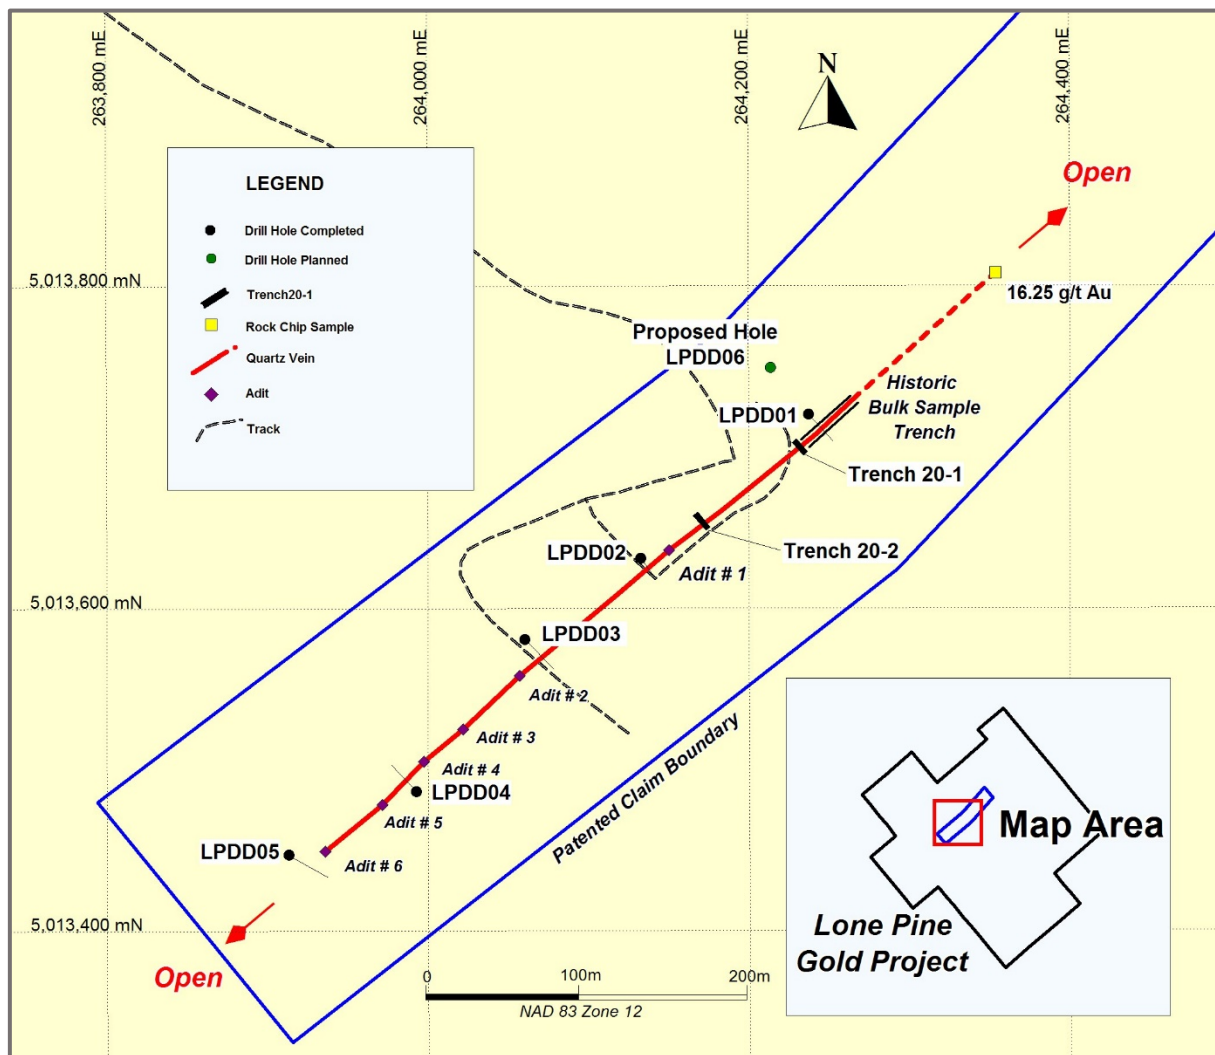 263,800 mE
264,000 mE
264,200 mE
264,400 mE
N
Open
LEGEND
Drill Hole Completed
Drill Hole Planned
Trench20-1
Rock Chip Sample
Quartz Vein
Adit
Track
5,013,800 mN
16.25 g/t Au
Proposed Hole
LPDD06
LPDD01
Historic
Bulk Sample
Trench
Trench 20-1
LPDD02
Trench 20-2
Adit # 1
5,013,600 mN
LPDD03
Adit # 2
Adit # 3
Adit # 4
LPDD04
Adit # 5
LPDD05
Adit # 6
Patented Claim Boundary
Map Area
Lone Pine
Gold Project
5,013,400 mN
Open
0
100m
200m
NAD 83 Zone 12